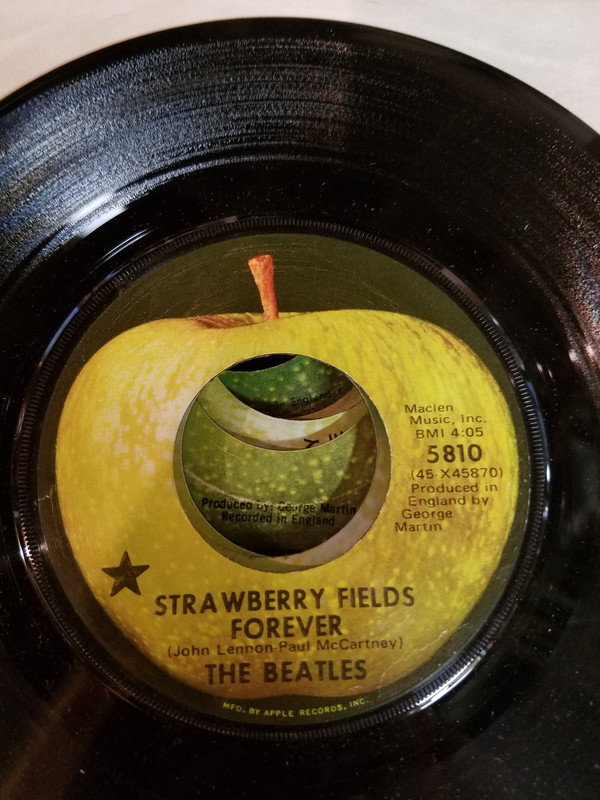 Maclen
Music, Inc.
BMI 4:05
5810
(45-X45870)
Produced in
England by
George
Martin
England
Produced by: George Martin
Recorded in England
STRAWBERRY FIELDS
FOREVER
(John Lennon-Paul McCartney)
THE BEATLES
MFD. BY APPLE RECORDS, INC.